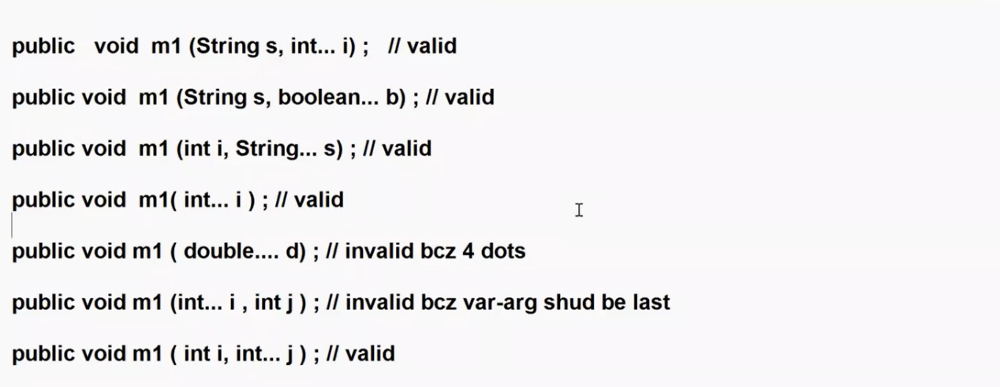 public void m1 (String s, int... i) ; // valid
public void m1 (String s, boolean... b) ; // valid
public void m1 (int i, String... s) ; // valid
public void m1( int... i ) ; // valid
public void m1 ( double.... d) ; // invalid bcz 4 dots
public void m1 (int... i , int j ) ; // invalid bcz var-arg shud be last
public void m1 ( int i, int... j ) ; // valid